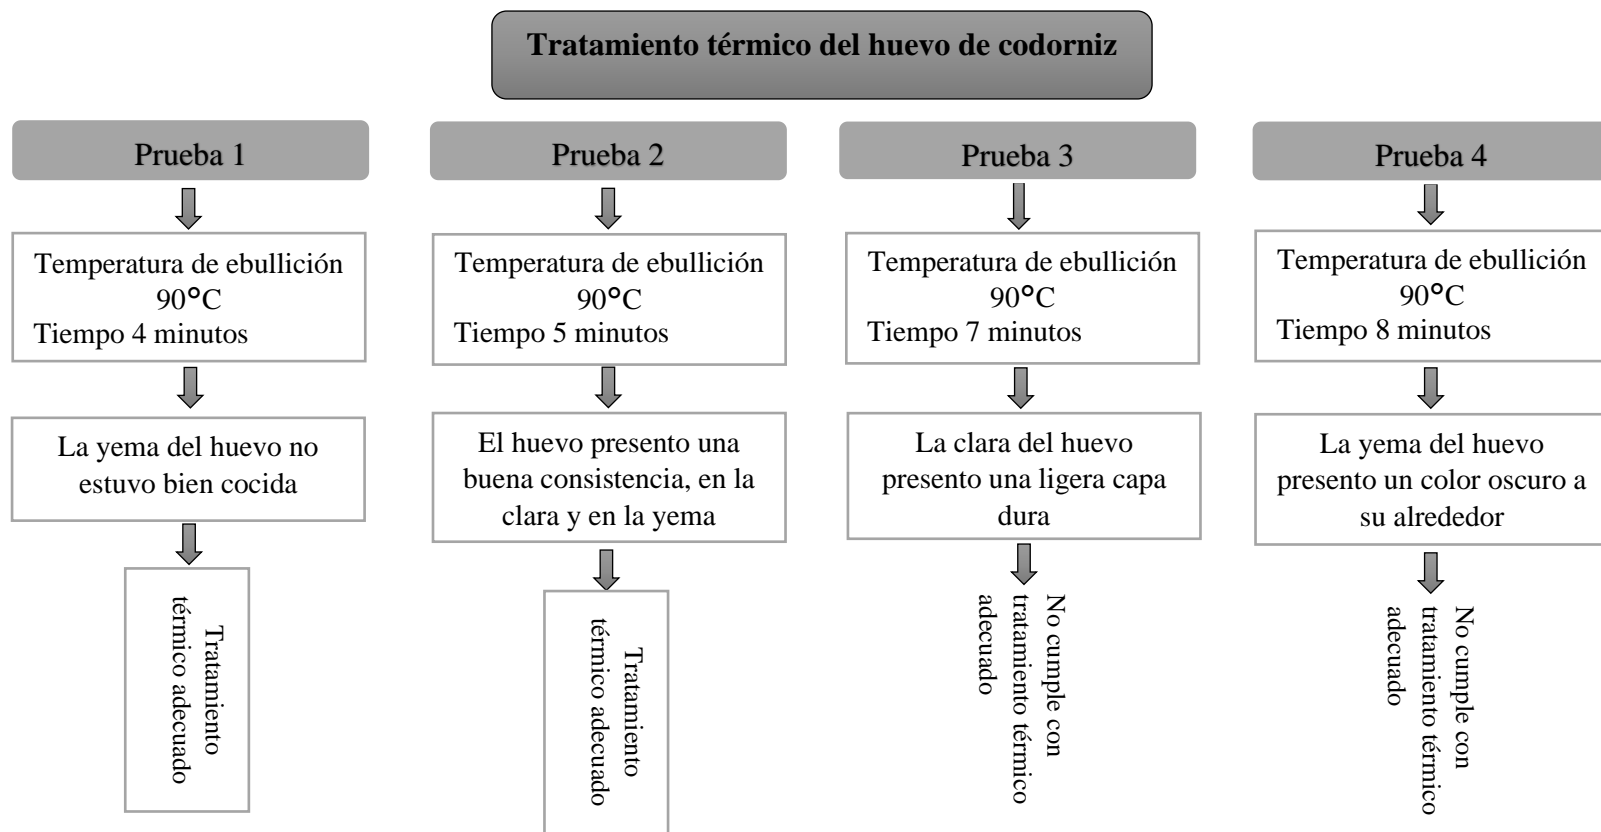 Tratamiento térmico del huevo de codorniz
Prueba 1
Temperatura de ebullición
90°C
Tiempo 4 minutos
La yema del huevo no
estuvo bien cocida
Tratamiento
térmico adecuado
Prueba 2
Temperatura de ebullición
90°C
Tiempo 5 minutos
El huevo presento una
buena consistencia, en la
clara y en la yema
Tratamiento
térmico adecuado
Prueba 3
Temperatura de ebullición
90°C
Tiempo 7 minutos
La clara del huevo
presento una ligera capa
dura
No cumple con
tratamiento térmico
adecuado
Prueba 4
Temperatura de ebullición
90°C
Tiempo 8 minutos
La yema del huevo
presento un color oscuro a
su alrededor
No cumple con
tratamiento térmico
adecuado